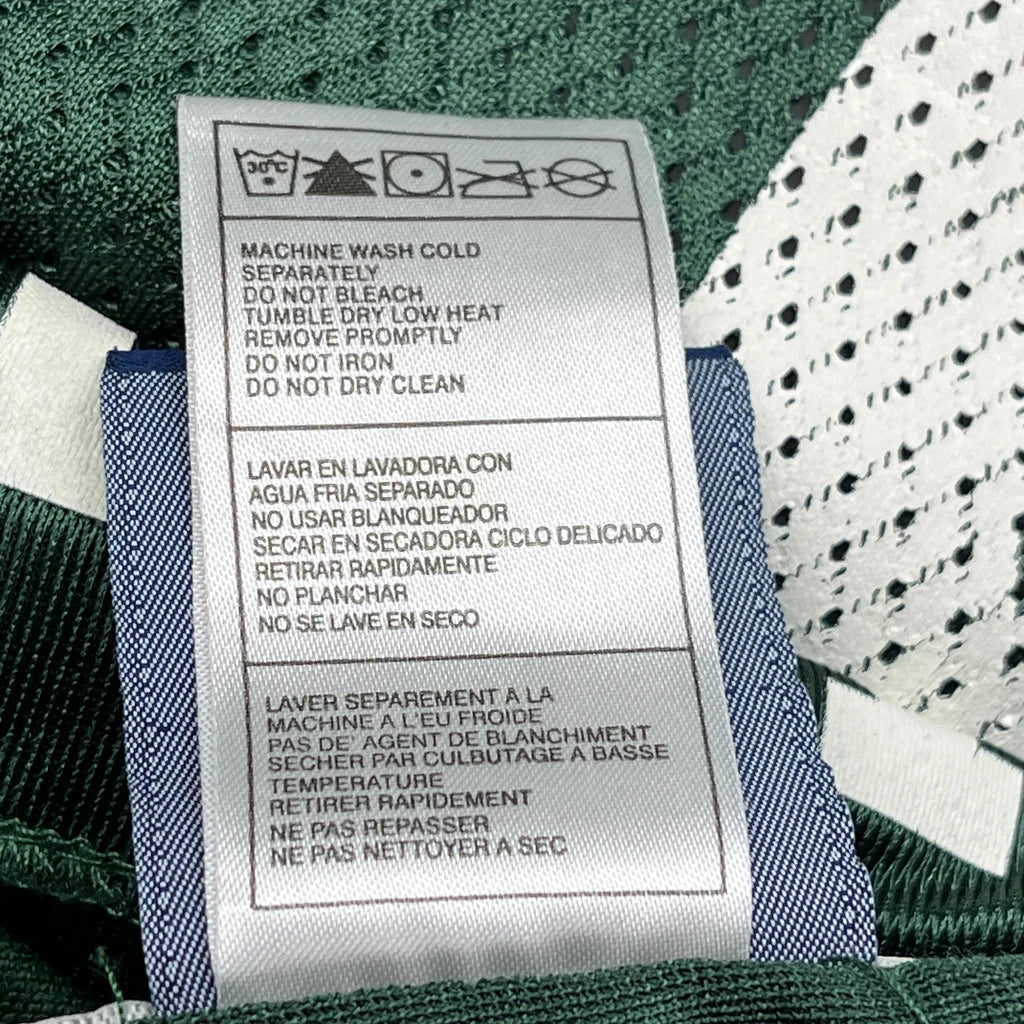 30°C
MACHINE WASH COLD
SEPARATELY
DO NOT BLEACH
TUMBLE DRY LOW HEAT
REMOVE PROMPTLY
DO NOT IRON
DO NOT DRY CLEAN
LAVAR EN LAVADORA CON
AGUA FRIA SEPARADO
NO USAR BLANQUEADOR
SECAR EN SECADORA CICLO DELICADO
RETIRAR RAPIDAMENTE
NO PLANCHAR
NO SE LAVE EN SECO
LAVER SEPAREMENT A LA
MACHINE A L'EU FROIDE
PAS DE' AGENT DE BLANCHIMENT
SECHER PAR CULBUTAGE A BASSE
TEMPERATURE
RETIRER RAPIDEMENT
NE PAS REPASSER
NE PAS NETTOYER A SEC